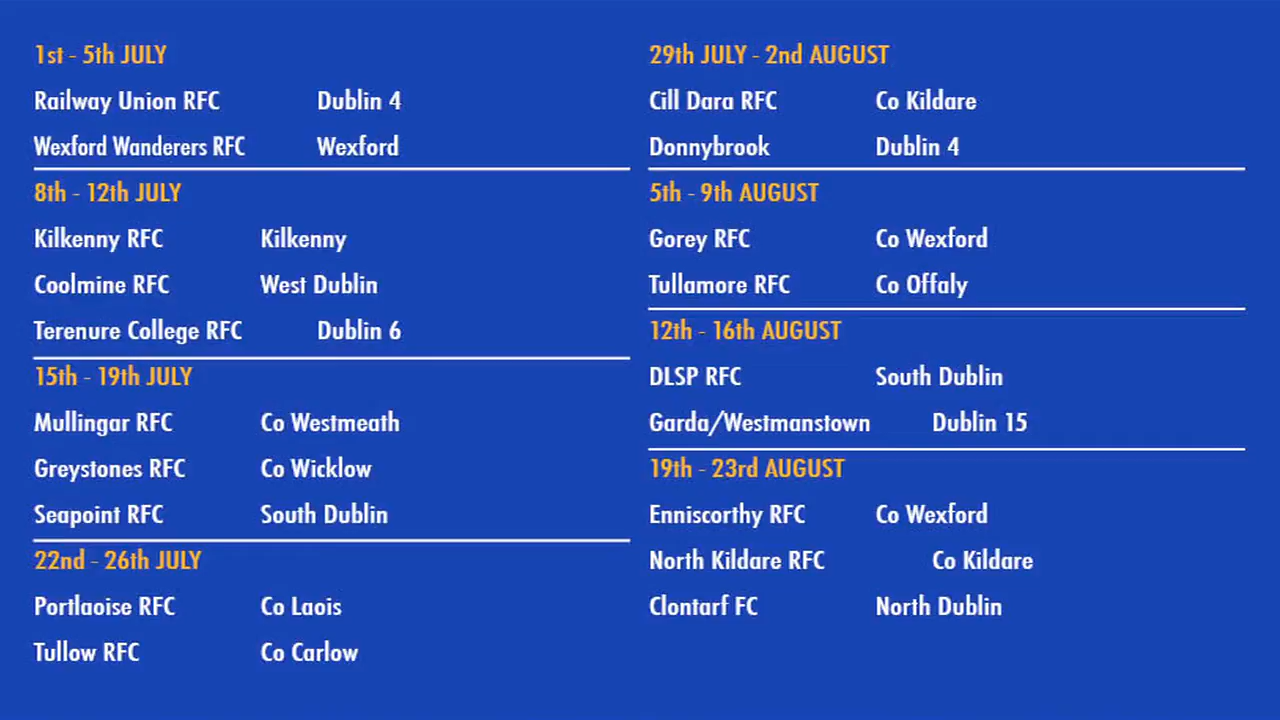 1st - 5th JULY
Railway Union RFC Dublin 4
Wexford Wanderers RFC Wexford
8th - 12th JULY
Kilkenny RFC Kilkenny
Coolmine RFC West Dublin
Terenure College RFC Dublin 6
15th - 19th JULY
Mullingar RFC Co Westmeath
Greystones RFC Co Wicklow
Seapoint RFC South Dublin
22nd - 26th JULY
Portlaoise RFC Co Laois
Tullow RFC Co Carlow
29th JULY - 2nd AUGUST
Cill Dara RFC Co Kildare
Donnybrook Dublin 4
5th - 9th AUGUST
Gorey RFC Co Wexford
Tullamore RFC Co Offaly
12th - 16th AUGUST
DLSP RFC South Dublin
Garda/Westmanstown Dublin 15
19th - 23rd AUGUST
Enniscorthy RFC Co Wexford
North Kildare RFC Co Kildare
Clontarf FC North Dublin